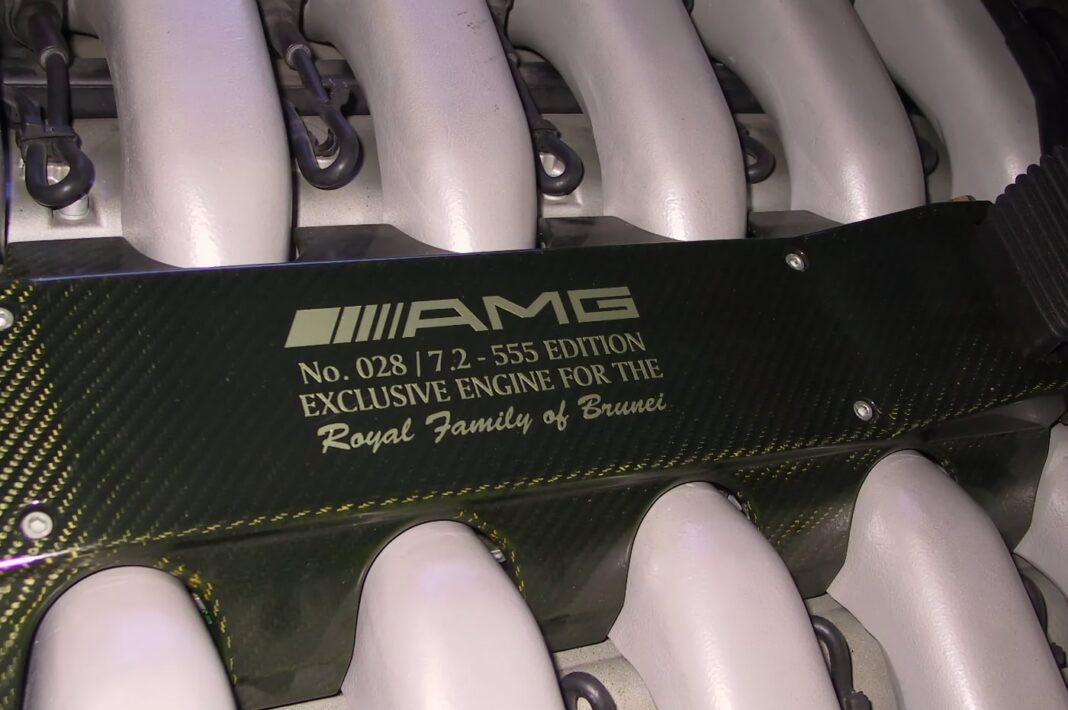 AMG
No. 028 / 7.2 - 555 EDITION
EXCLUSIVE ENGINE FOR THE
Royal Family of Brunei